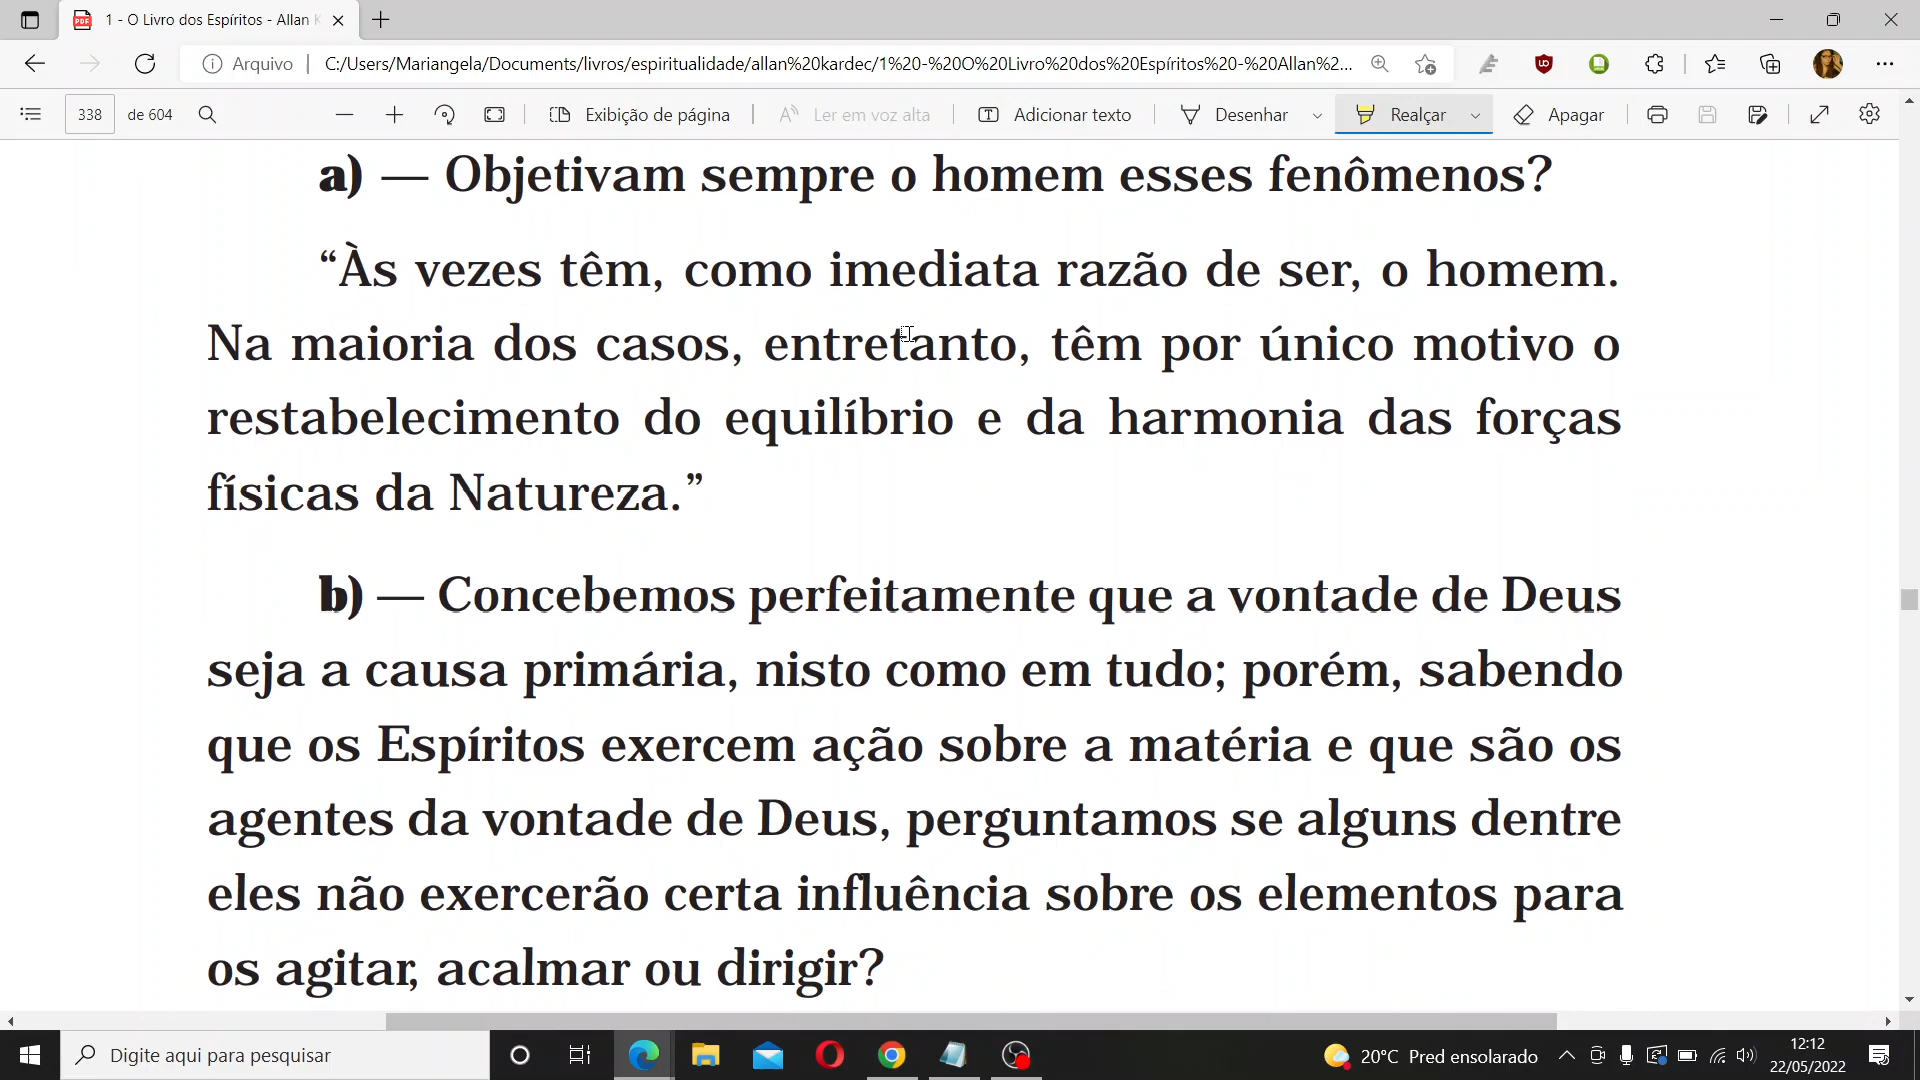 1 - O Livro dos Espíritos - Allan K
Arquivo
C:/Users/Mariangela/Documents/livros/espiritualidade/allan%20kardec/1%20-%20O%20Livro%20dos%20Espíritos%20-%20Allan%2...
338
de 604
Exibição de página
Ler em voz alta
Adicionar texto
Desenhar
Realçar
Apagar
a) — Objetivam sempre o homem esses fenômenos?
“Às vezes têm, como imediata razão de ser, o homem.
Na maioria dos casos, entretanto, têm por único motivo o
restabelecimento do equilíbrio e da harmonia das forças
físicas da Natureza.”
b) — Concebemos perfeitamente que a vontade de Deus
seja a causa primária, nisto como em tudo; porém, sabendo
que os Espíritos exercem ação sobre a matéria e que são os
agentes da vontade de Deus, perguntamos se alguns dentre
eles não exercerão certa influência sobre os elementos para
os agitar, acalmar ou dirigir?
Digite aqui para pesquisar
20°C Pred ensolarado
12:12
22/05/2022